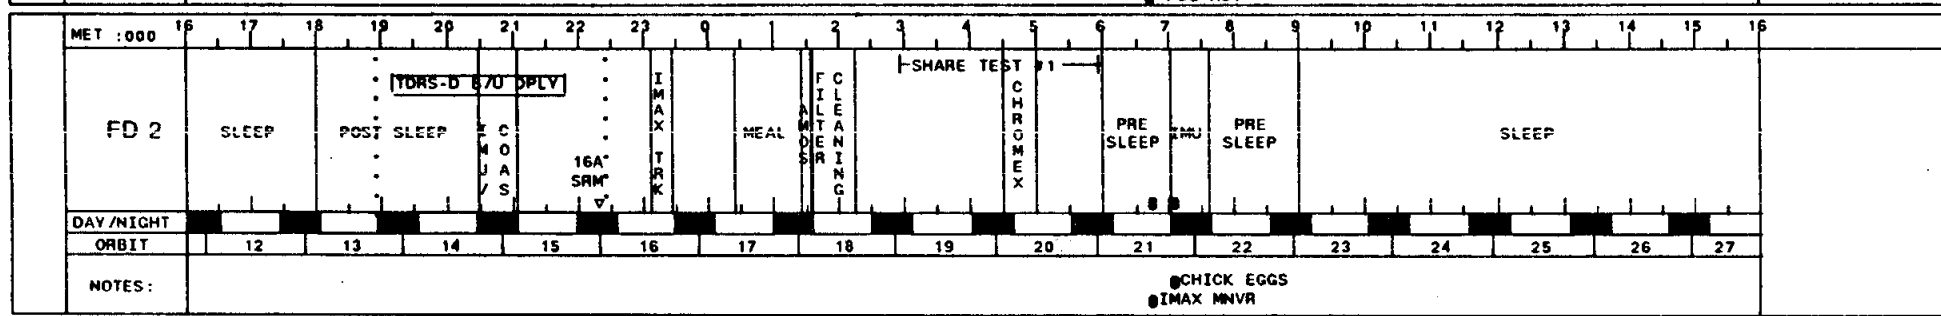 MET :000 16 17 18 19 20 21 22 23 0 1 2 3 4 5 6 7 8 9 10 11 12 13 14 15 16
SHARE TEST #1
TDRS-D B/U DPLY
FD 2 SLEEP POST SLEEP IMU/ COAS 16A SRM IMAX TRK MEAL AMOS FILTER CLEANING CHROMEX PRE SLEEP IMU PRE SLEEP SLEEP
DAY/NIGHT
ORBIT 12 13 14 15 16 17 18 19 20 21 22 23 24 25 26 27
NOTES:
CHICK EGGS
IMAX MNVR